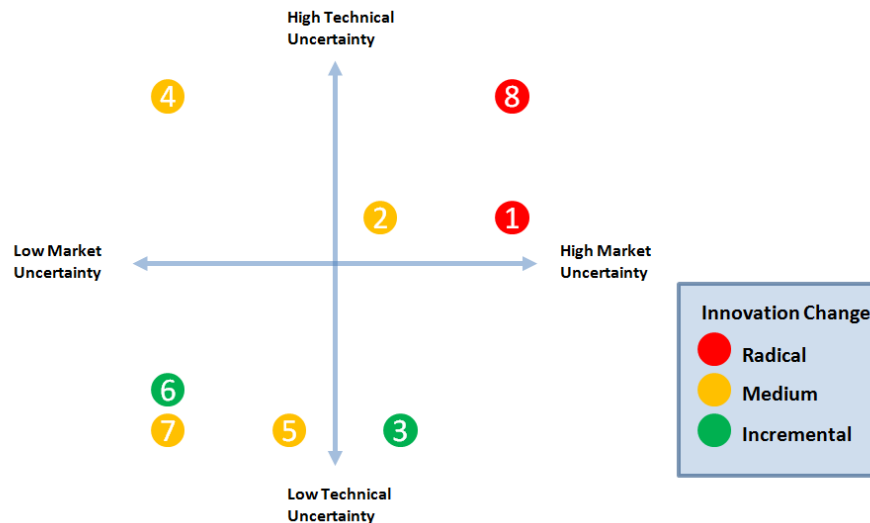 High Technical
Uncertainty
4
8
2
1
Low Market
Uncertainty
High Market
Uncertainty
Innovation Change
Radical
Medium
Incremental
6
7
5
3
Low Technical
Uncertainty